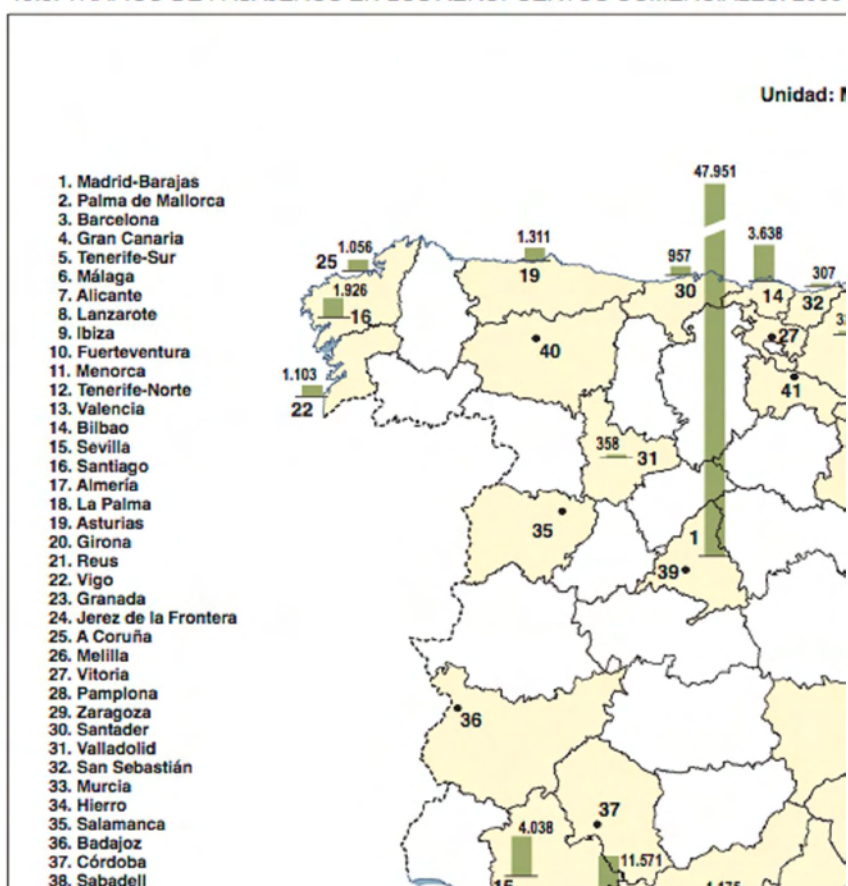 Unidad:
1. Madrid-Barajas
2. Palma de Mallorca
3. Barcelona
4. Gran Canaria
5. Tenerife-Sur
6. Málaga
7. Alicante
8. Lanzarote
9. Ibiza
10. Fuerteventura
11. Menorca
12. Tenerife-Norte
13. Valencia
14. Bilbao
15. Sevilla
16. Santiago
17. Almería
18. La Palma
19. Asturias
20. Girona
21. Reus
22. Vigo
23. Granada
24. Jerez de la Frontera
25. A Coruña
26. Melilla
27. Vitoria
28. Pamplona
29. Zaragoza
30. Santader
31. Valladolid
32. San Sebastián
33. Murcia
34. Hierro
35. Salamanca
36. Badajoz
37. Córdoba
38. Sabadell
47.951
1.056
25
1.311
19
957
30
3.638
14
307
32
1.926
16
40
27
1.103
22
41
358
31
35
1
39
36
37
4.038
15
11.571
4.175